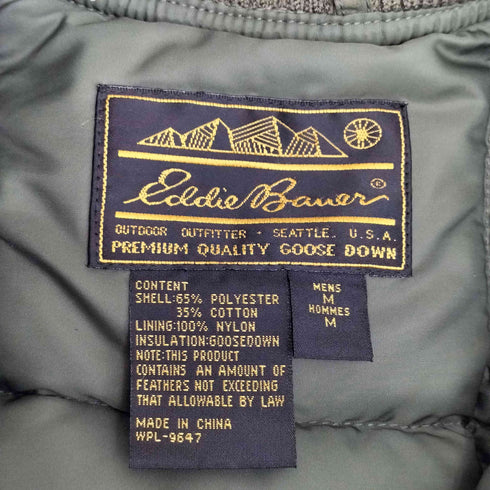 Eddie Bauer®
OUTDOOR OUTFITTER - SEATTLE, U.S.A.
PREMIUM QUALITY GOOSE DOWN
CONTENT
SHELL:65% POLYESTER
35% COTTON
LINING:100% NYLON
INSULATION:GOOSEDOWN
NOTE:THIS PRODUCT
CONTAINS AN AMOUNT OF
FEATHERS NOT EXCEEDING
THAT ALLOWABLE BY LAW
MADE IN CHINA
WPL-9647
MENS
M
HOMMES
M